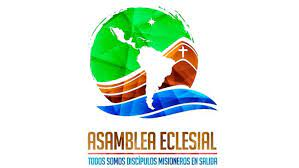 ASAMBLEA ECLESIAL
TODOS SOMOS DISCÍPULOS MISIONEROS EN SALIDA